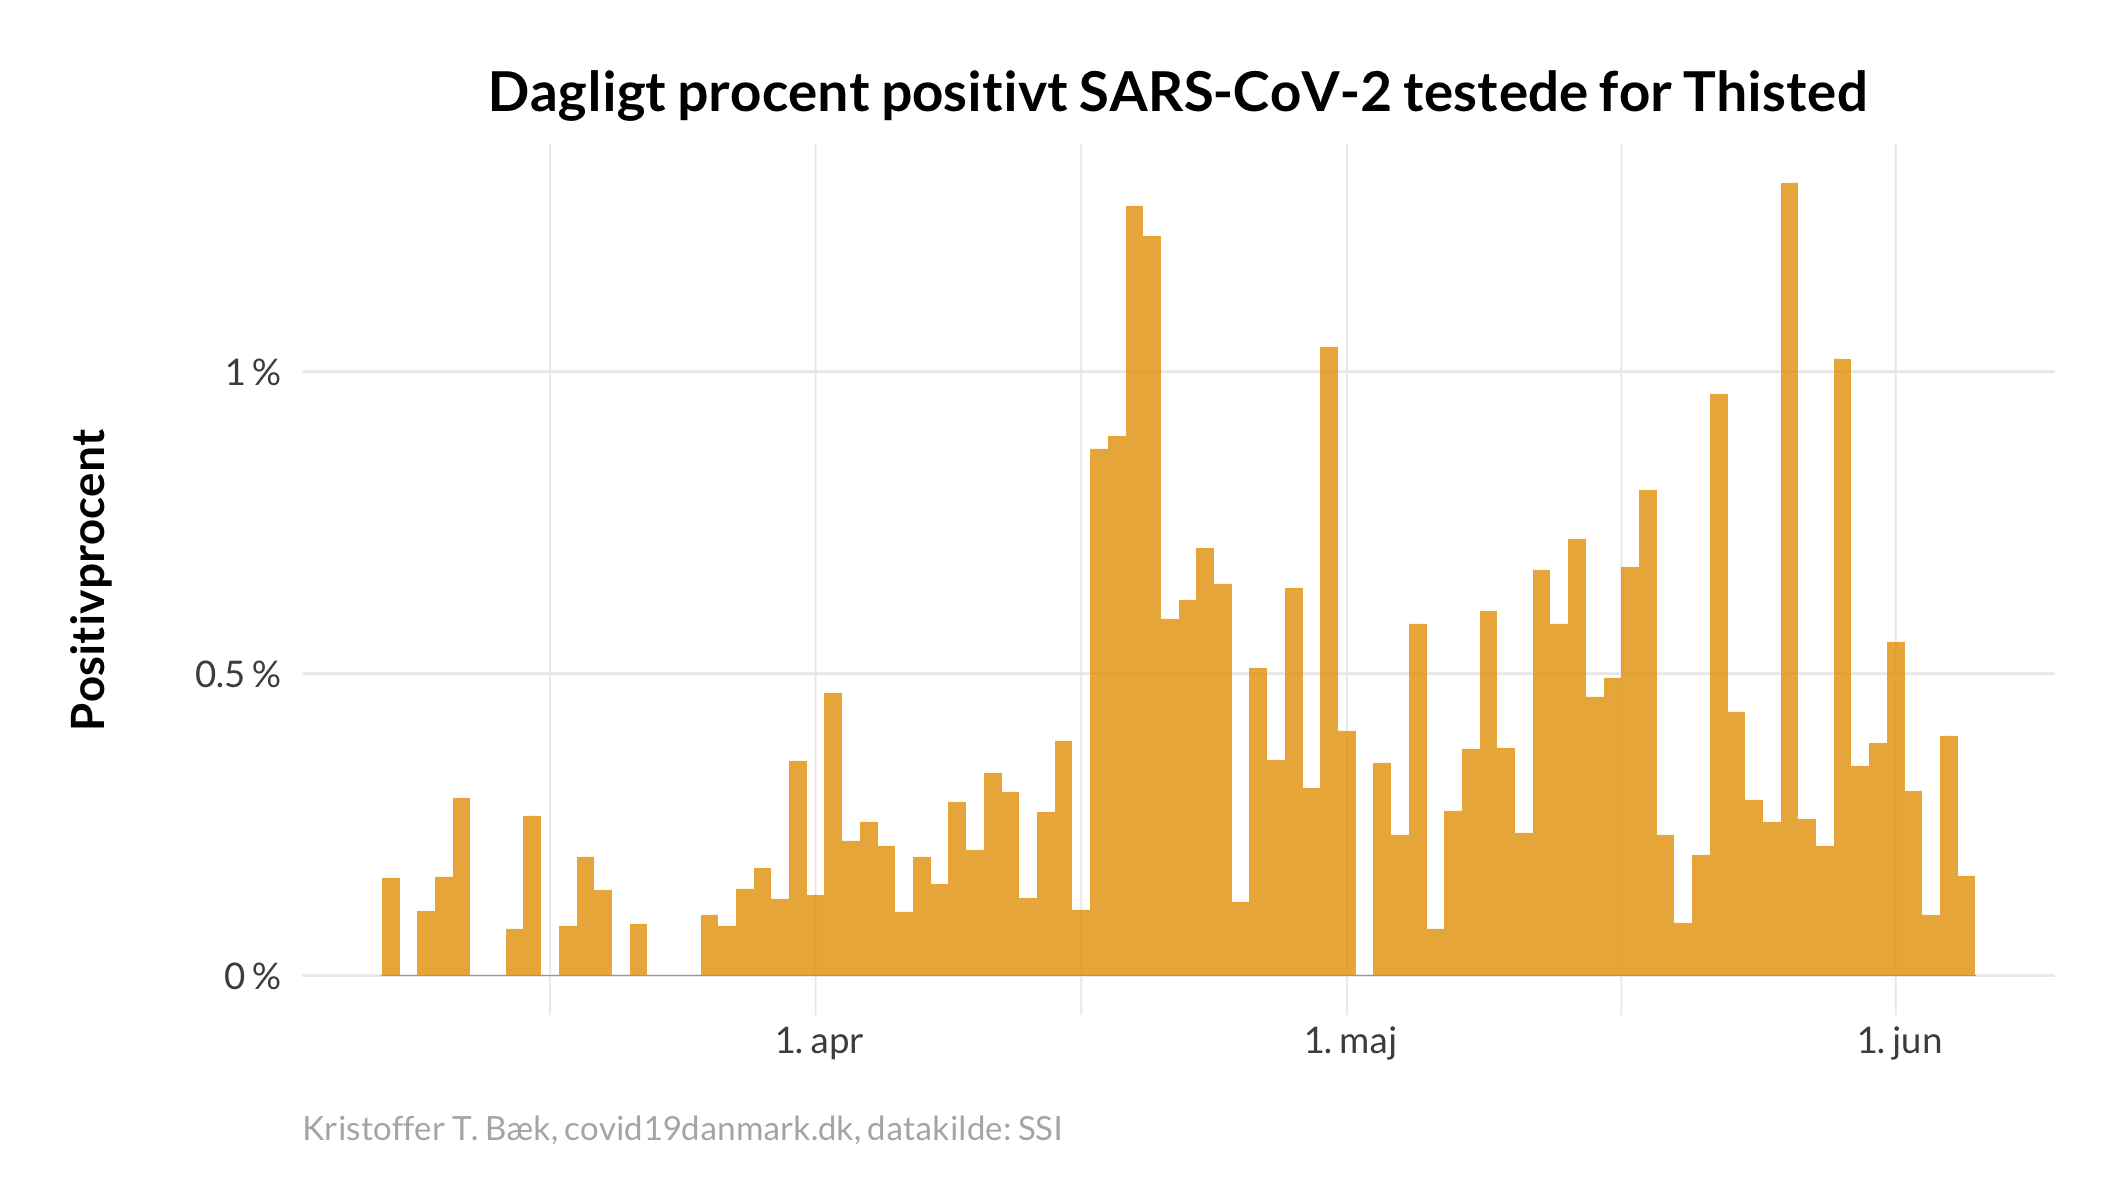 Dagligt procent positivt SARS-CoV-2 testede for Thisted
Positivprocent
1 %
0.5 %
0 %
1. apr
1. maj
1. jun
Kristoffer T. Bæk, covid19danmark.dk, datakilde: SSI